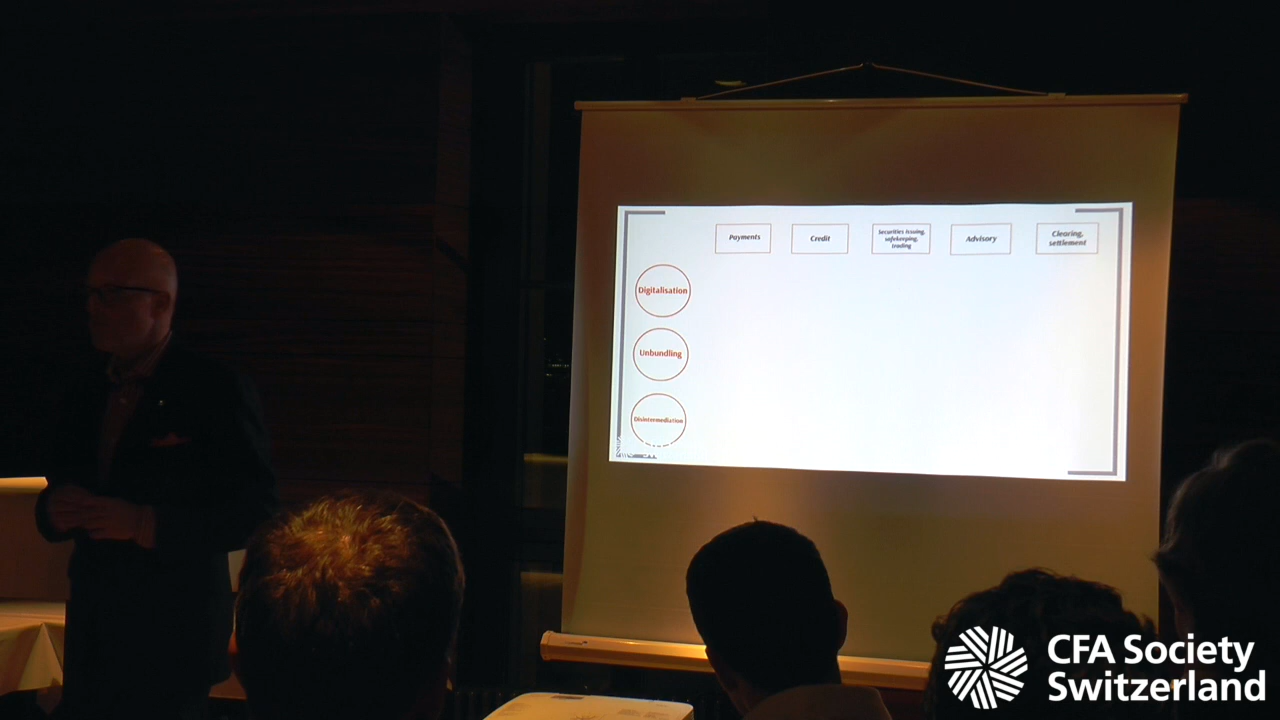 Payments
Credit
Securities issuing,
safekeeping,
trading
Advisory
Clearing,
settlement
Digitalisation
Unbundling
Disintermediation
CFA Society
Switzerland